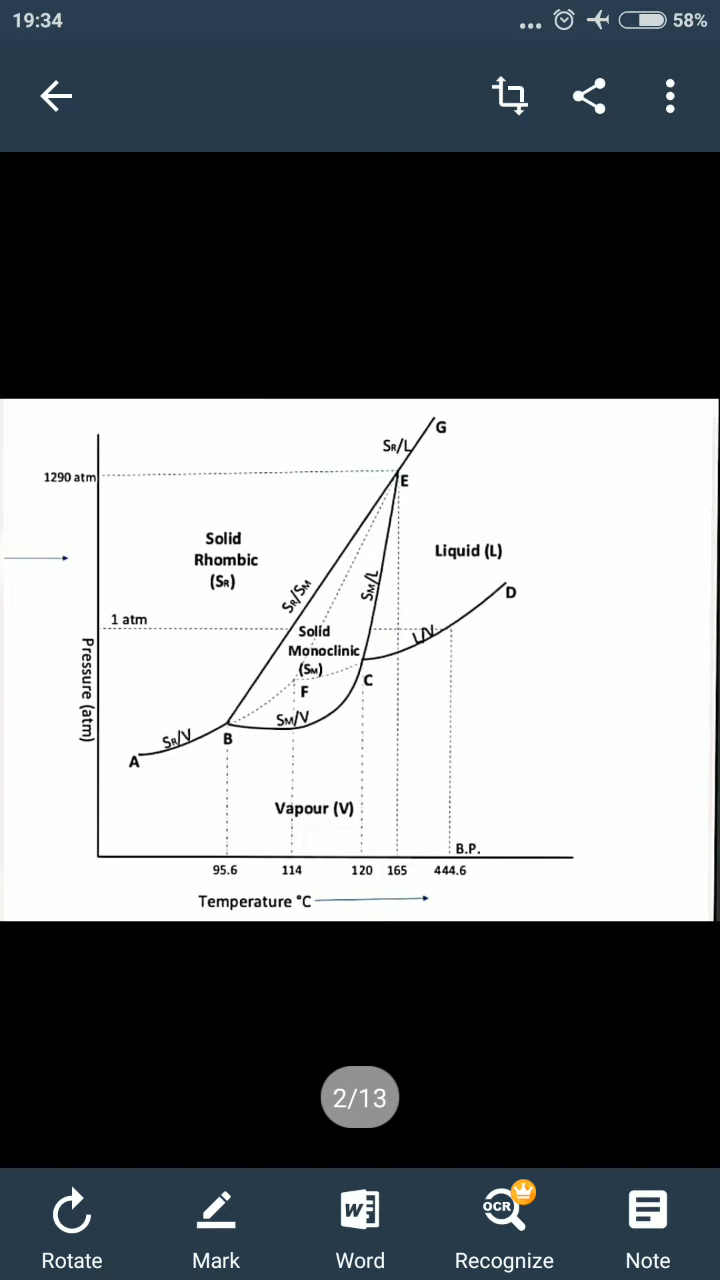 19:34
58%
G
SR/L
1290 atm
E
Solid
Rhombic
(SR)
Liquid (L)
SR/SM
SM/L
D
1 atm
L/V
Solid
Monoclinic
(SM)
F
C
Pressure (atm)
SM/V
SR/V
B
A
Vapour (V)
B.P.
95.6 114 120 165 444.6
Temperature °C
2/13
W
OCR
Rotate Mark Word Recognize Note